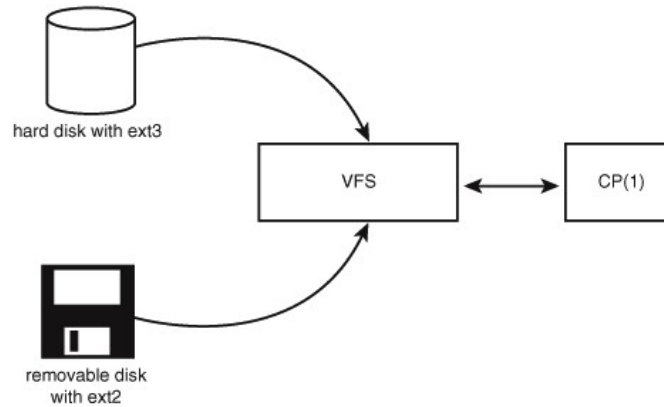 hard disk with ext3
VFS
CP(1)
removable disk
with ext2